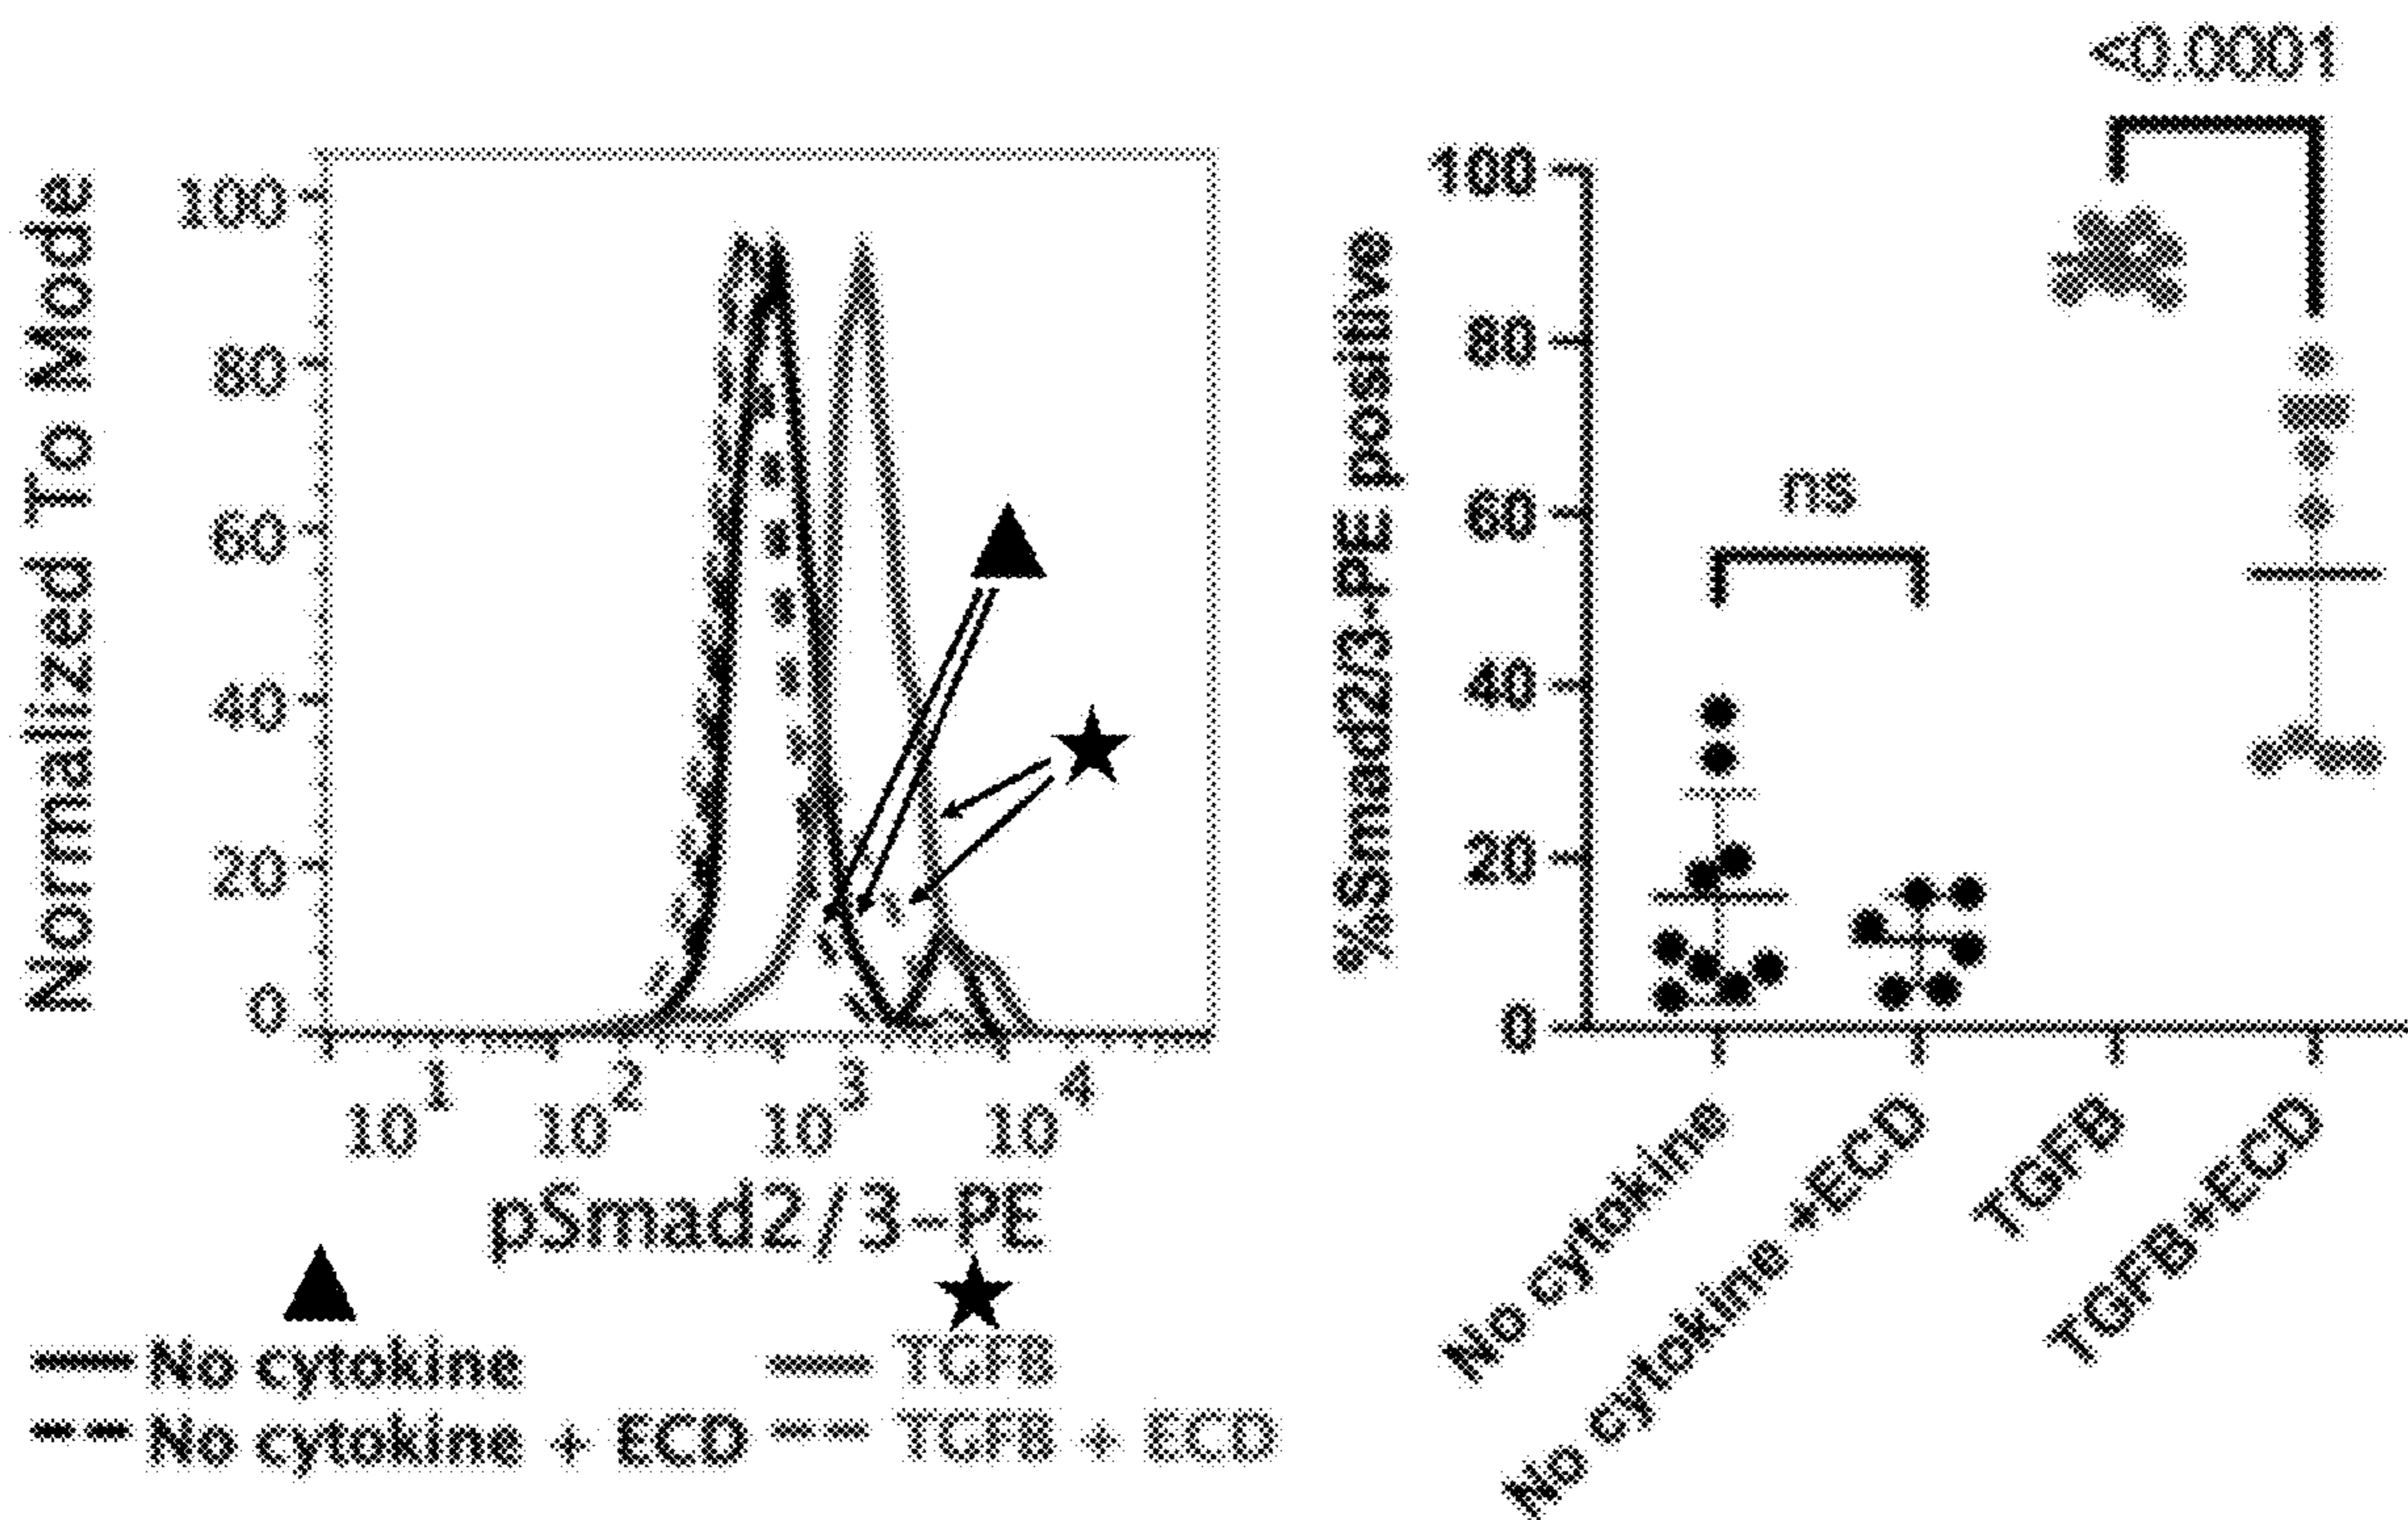 Normalized To Mode
100
80
60
40
20
0
10^1
10^2
10^3
10^4
pSmad2/3-PE
No cytokine
TGFB
No cytokine + ECD
TGFB + ECD
<0.0001
%Smad2/3-PE positive
100
80
60
40
20
0
ns
No cytokine
No cytokine +ECD
TGFB
TGFB+ECD